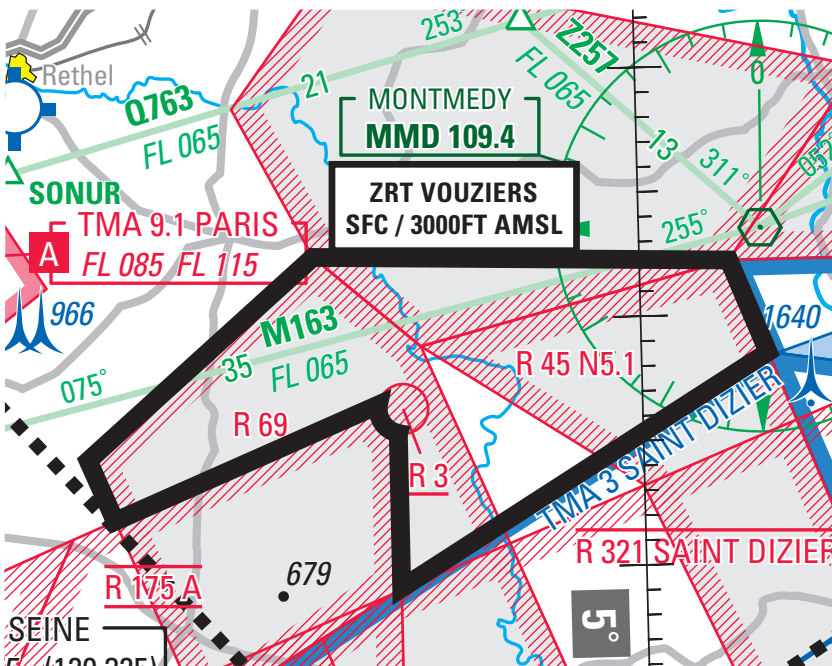 253°
Z257
FL 065
Rethel
0
21
MONTMEDY
MMD 109.4
Q763
FL 065
13
311°
052°
ZRT VOUZIERS
SFC / 3000FT AMSL
SONUR
TMA 9.1 PARIS
A
FL 085 FL 115
255°
966
M163
1640
35
FL 065
R 45 N5.1
075°
R 69
R 3
TMA 3 SAINT DIZIER
R 321 SAINT DIZIER
679
R 175 A
5°
SEINE